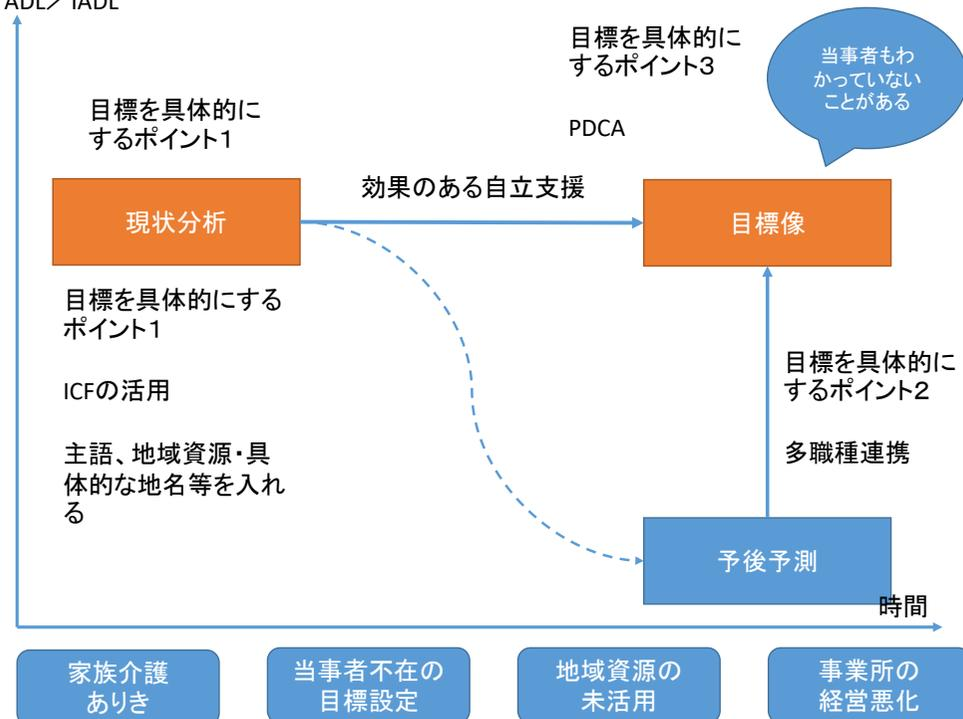 ADL/IADL
目標を具体的に
するポイント3
PDCA
当事者もわ
かっていない
ことがある
目標を具体的に
するポイント1
現状分析
効果のある自立支援
目標像
目標を具体的にする
ポイント1
ICFの活用
主語、地域資源・具
体的な地名等を入れ
る
目標を具体的に
するポイント2
多職種連携
予後予測
時間
家族介護
ありき
当事者不在の
目標設定
地域資源の
未活用
事業所の
経営悪化